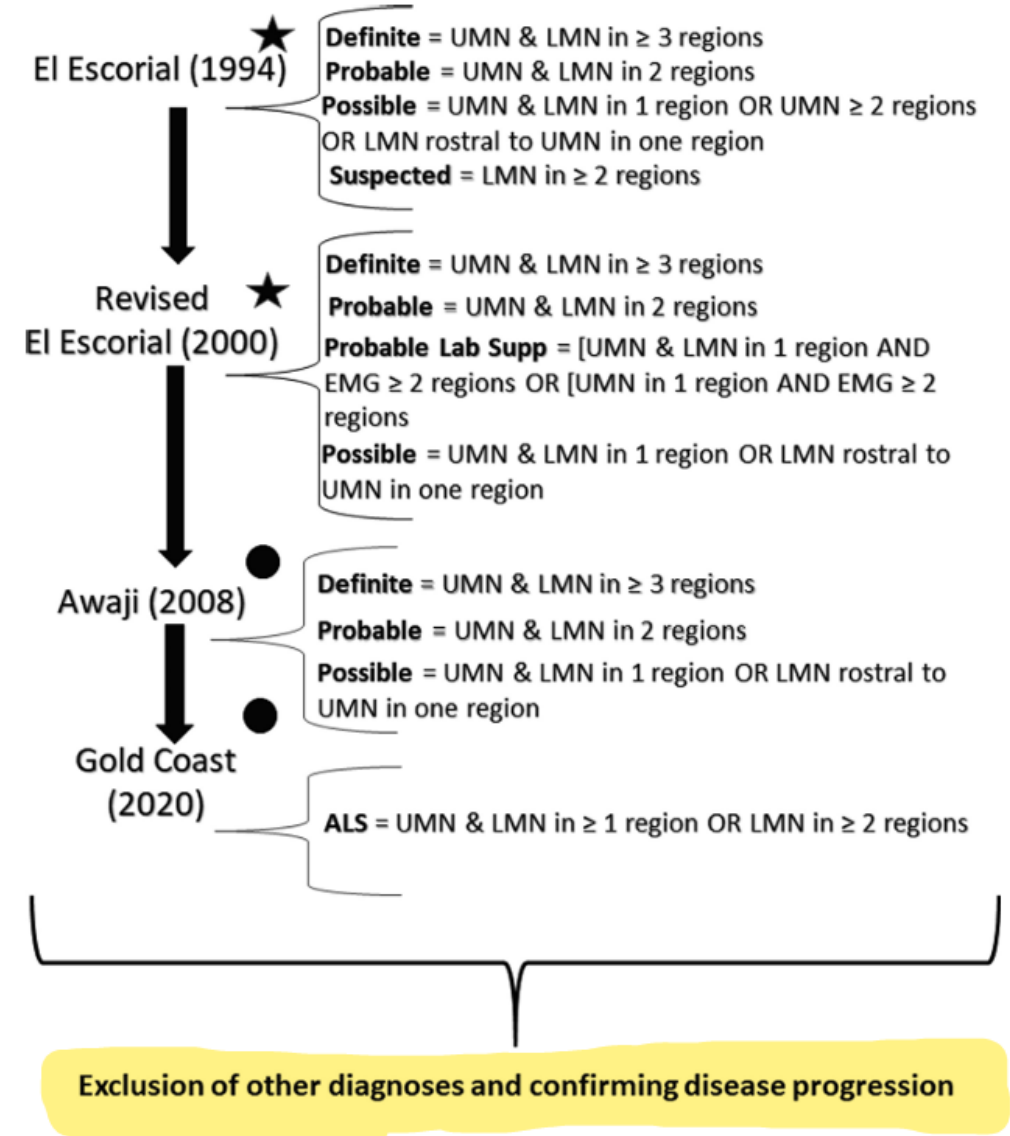 El Escorial (1994)
Definite = UMN & LMN in ≥ 3 regions
Probable = UMN & LMN in 2 regions
Possible = UMN & LMN in 1 region OR UMN ≥ 2 regions
OR LMN rostral to UMN in one region
Suspected = LMN in ≥ 2 regions
Revised
El Escorial (2000)
Definite = UMN & LMN in ≥ 3 regions
Probable = UMN & LMN in 2 regions
Probable Lab Supp = [UMN & LMN in 1 region AND
EMG ≥ 2 regions OR [UMN in 1 region AND EMG ≥ 2
regions
Possible = UMN & LMN in 1 region OR LMN rostral to
UMN in one region
Awaji (2008)
Definite = UMN & LMN in ≥ 3 regions
Probable = UMN & LMN in 2 regions
Possible = UMN & LMN in 1 region OR LMN rostral to
UMN in one region
Gold Coast
(2020)
ALS = UMN & LMN in ≥ 1 region OR LMN in ≥ 2 regions
Exclusion of other diagnoses and confirming disease progression